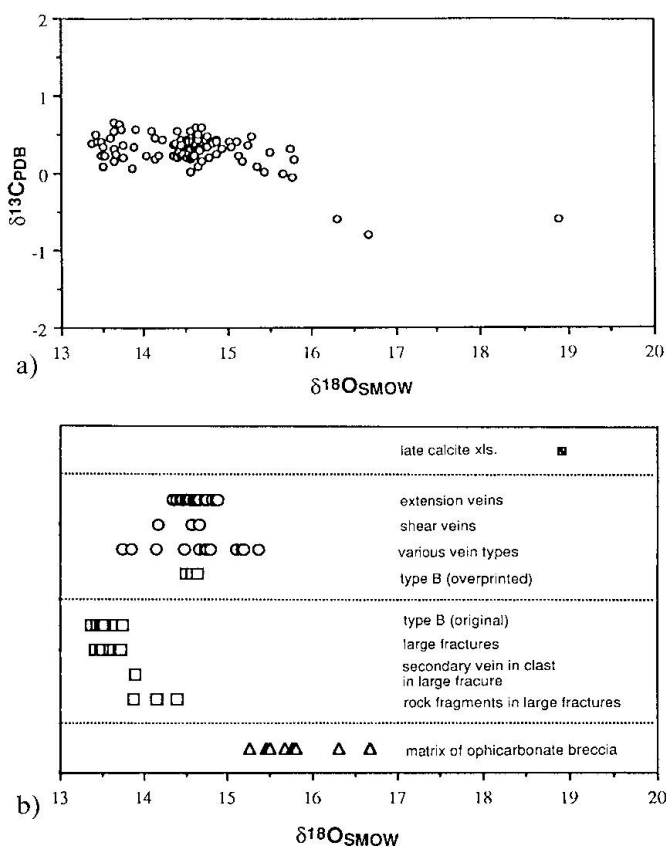 2
1
0
-1
-2
δ13CPDB
13 14 15 16 17 18 19 20
a)
δ18OSMOW
late calcite xls.
extension veins
shear veins
various vein types
type B (overprinted)
type B (original)
large fractures
secondary vein in clast
in large fracure
rock fragments in large fractures
matrix of ophicarbonate breccia
13 14 15 16 17 18 19 20
b)
δ18OSMOW